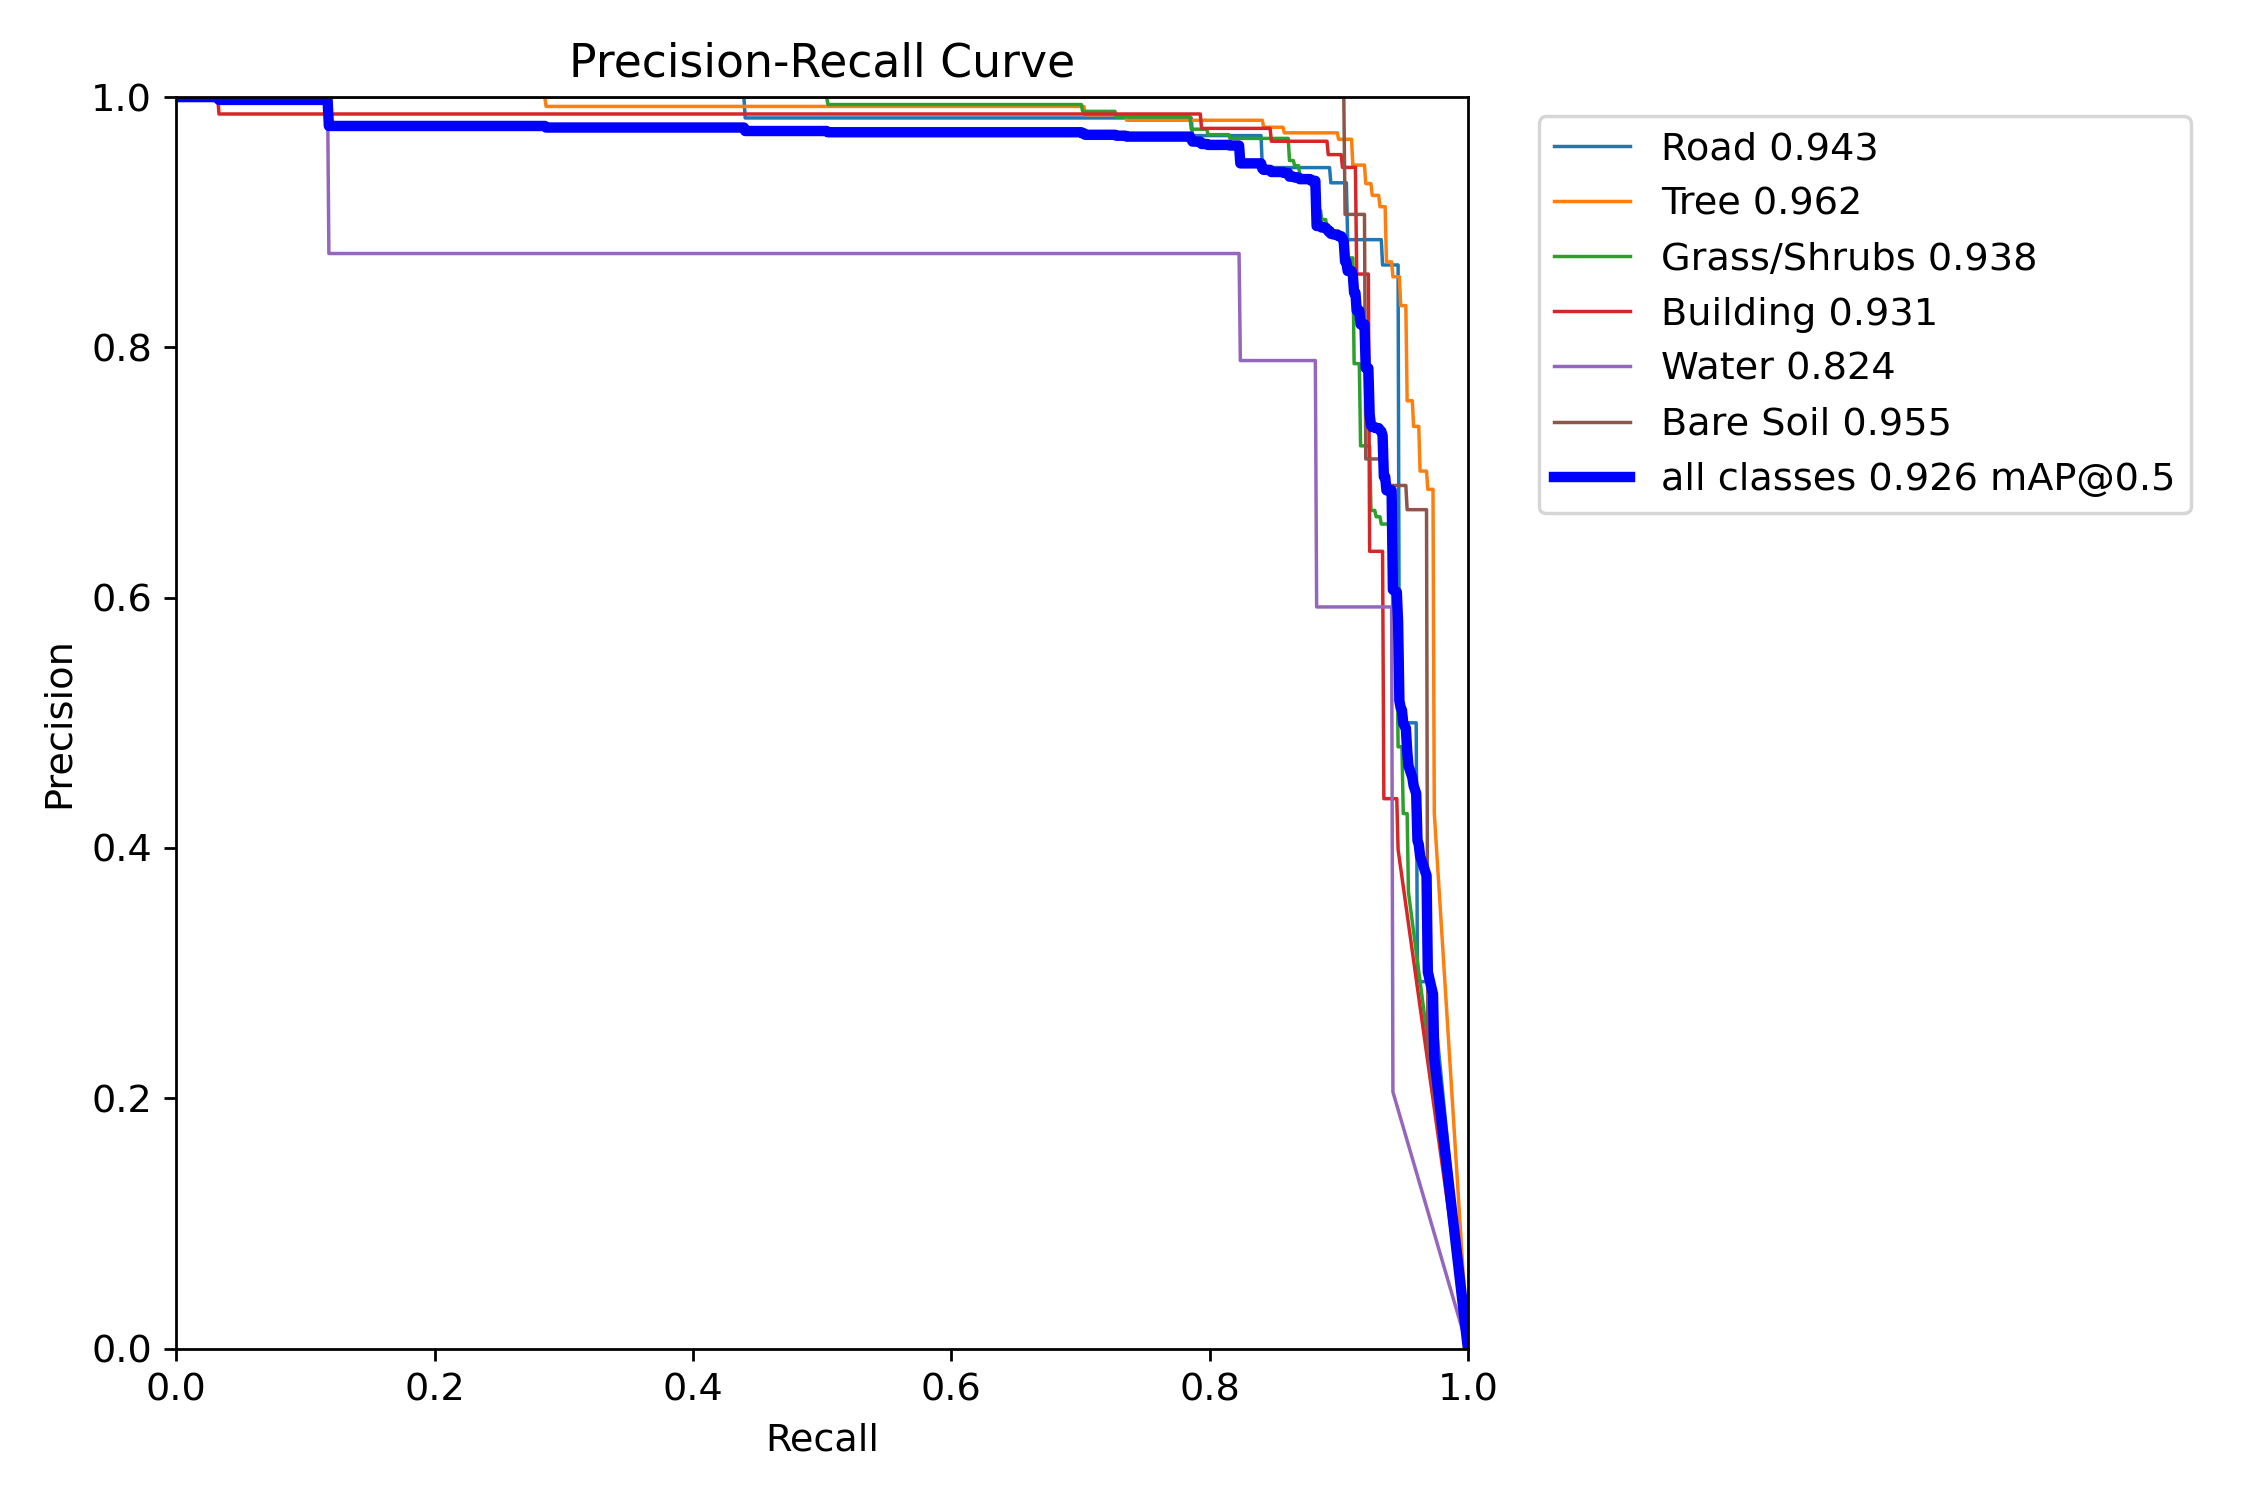 Precision-Recall Curve
1.0
0.8
0.6
0.4
0.2
0.0
Precision
0.0 0.2 0.4 0.6 0.8 1.0
Recall
Road 0.943
Tree 0.962
Grass/Shrubs 0.938
Building 0.931
Water 0.824
Bare Soil 0.955
all classes 0.926 mAP@0.5